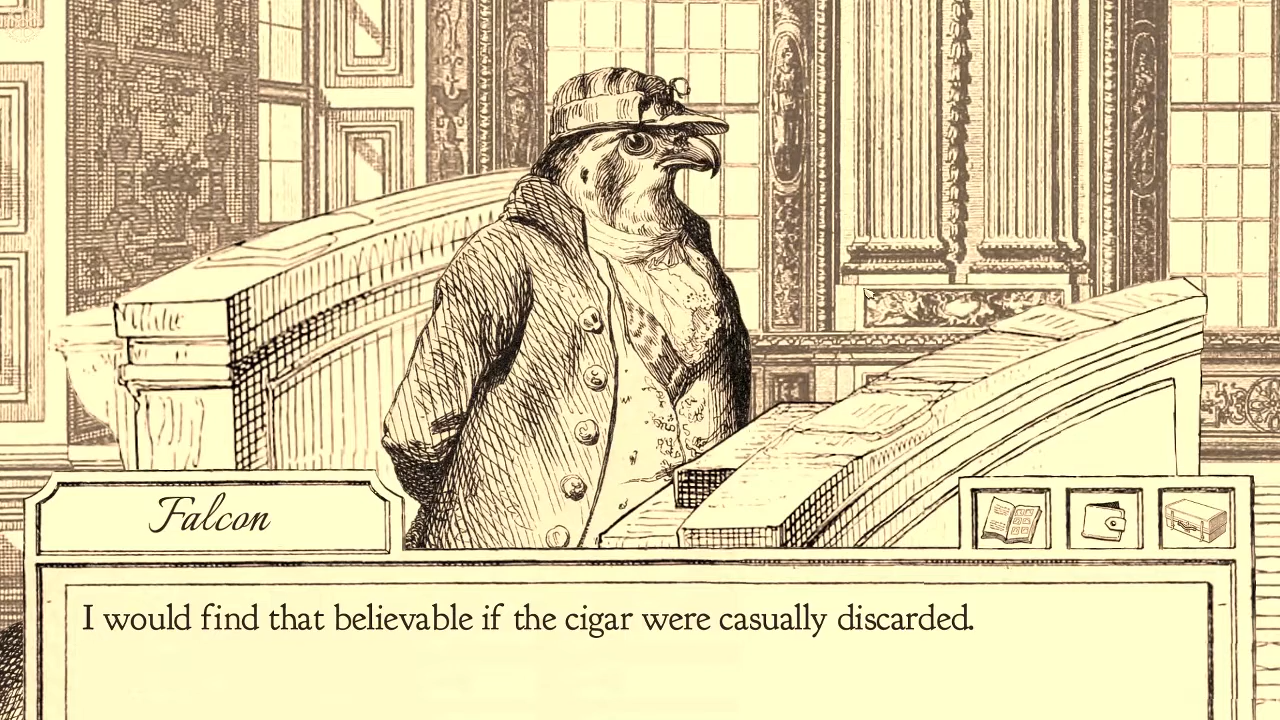 Falcon
I would find that believable if the cigar were casually discarded.